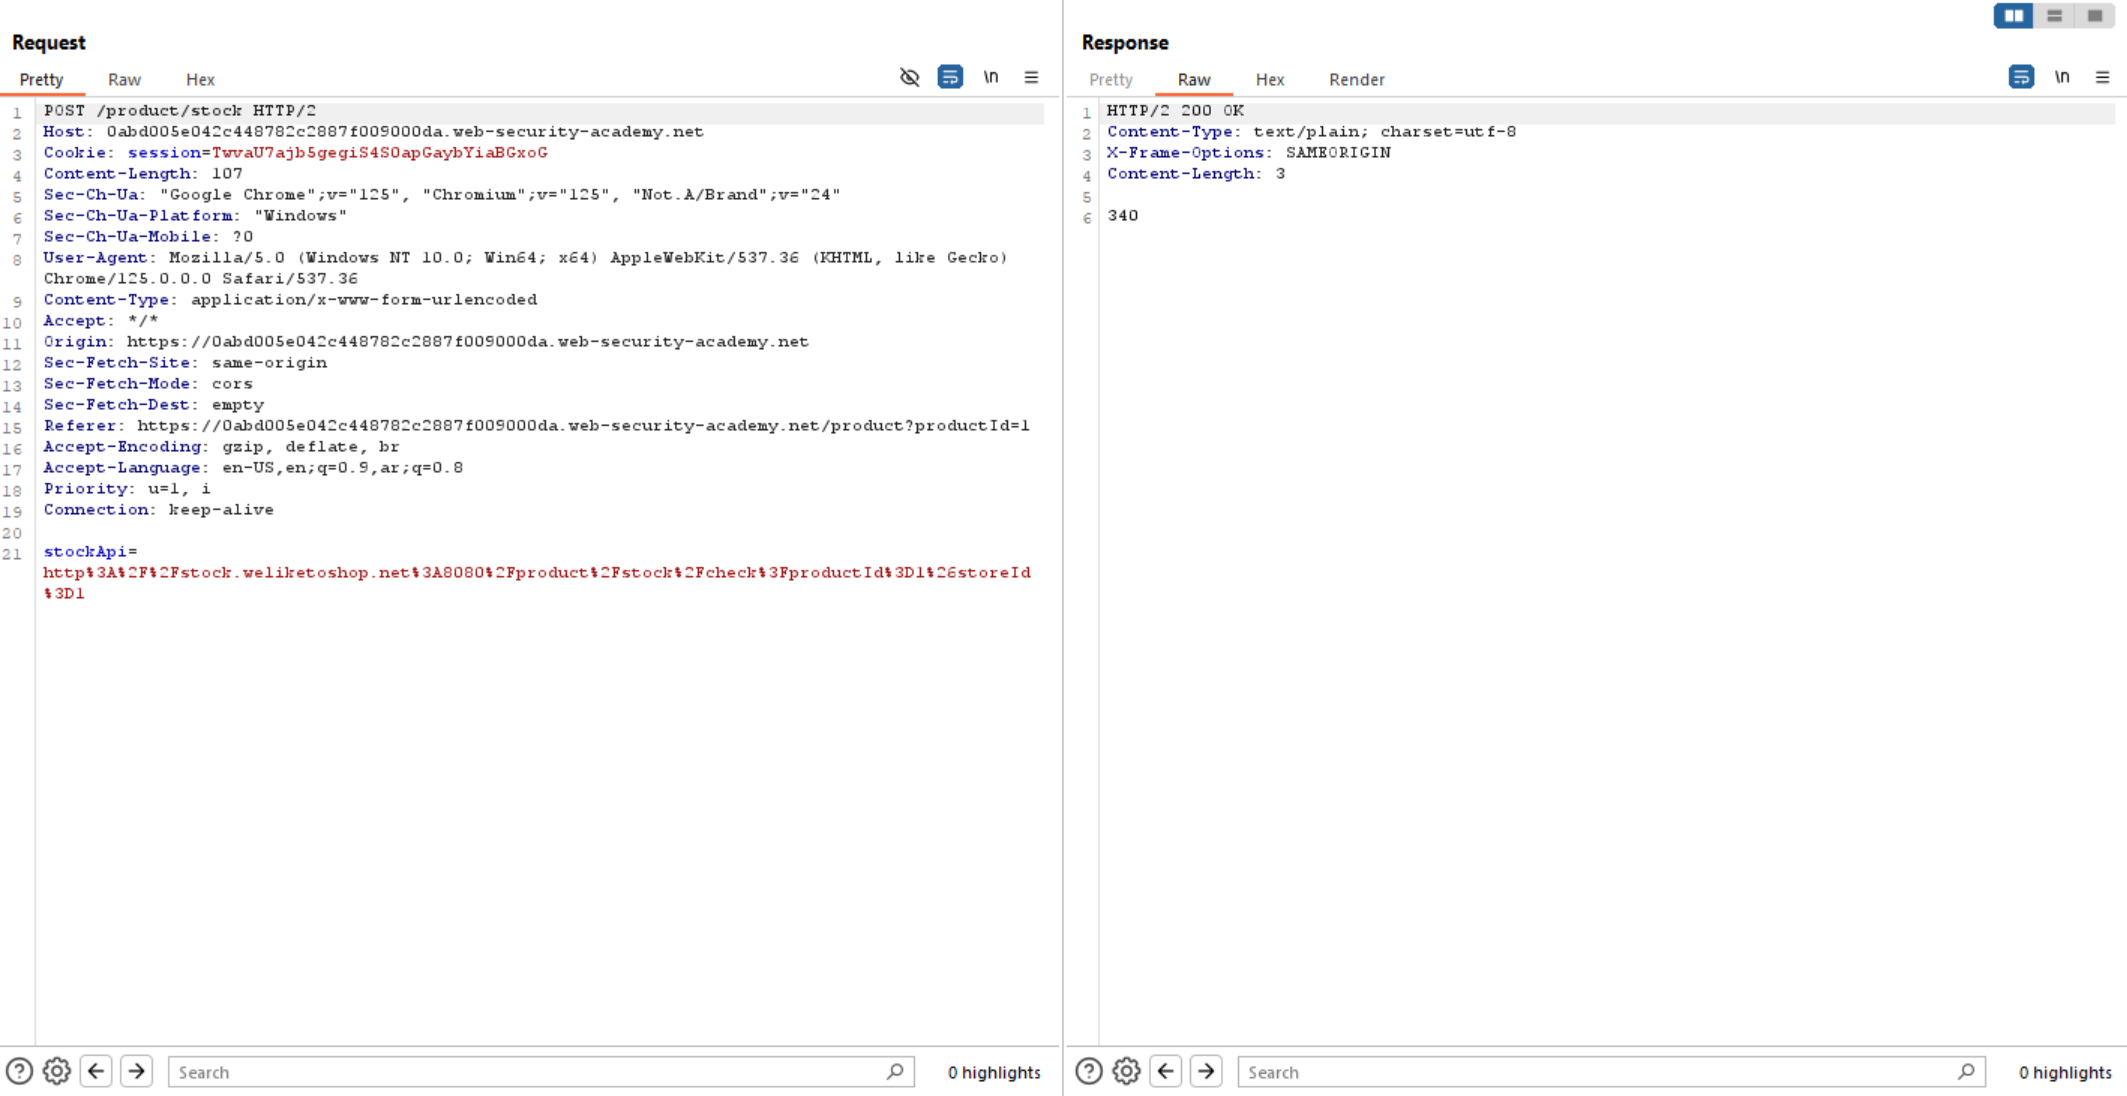 Request
Pretty Raw Hex \n
1 POST /product/stock HTTP/2
2 Host: 0abd005e042c448782c2887f009000da.web-security-academy.net
3 Cookie: session=TwvaU7ajb5gegiS4S0apGaybYiaBGxoG
4 Content-Length: 107
5 Sec-Ch-Ua: "Google Chrome";v="125", "Chromium";v="125", "Not.A/Brand";v="24"
6 Sec-Ch-Ua-Platform: "Windows"
7 Sec-Ch-Ua-Mobile: ?0
8 User-Agent: Mozilla/5.0 (Windows NT 10.0; Win64; x64) AppleWebKit/537.36 (KHTML, like Gecko)
Chrome/125.0.0.0 Safari/537.36
9 Content-Type: application/x-www-form-urlencoded
10 Accept: */*
11 Origin: https://0abd005e042c448782c2887f009000da.web-security-academy.net
12 Sec-Fetch-Site: same-origin
13 Sec-Fetch-Mode: cors
14 Sec-Fetch-Dest: empty
15 Referer: https://0abd005e042c448782c2887f009000da.web-security-academy.net/product?productId=1
16 Accept-Encoding: gzip, deflate, br
17 Accept-Language: en-US,en;q=0.9,ar;q=0.8
18 Priority: u=1, i
19 Connection: keep-alive
20
21 stockApi=
http%3A%2F%2Fstock.weliketoshop.net%3A8080%2Fproduct%2Fstock%2Fcheck%3FproductId%3D1%26storeId
%3D1
Search 0 highlights
Response
Pretty Raw Hex Render \n
1 HTTP/2 200 OK
2 Content-Type: text/plain; charset=utf-8
3 X-Frame-Options: SAMEORIGIN
4 Content-Length: 3
5
6 340
Search 0 highlights